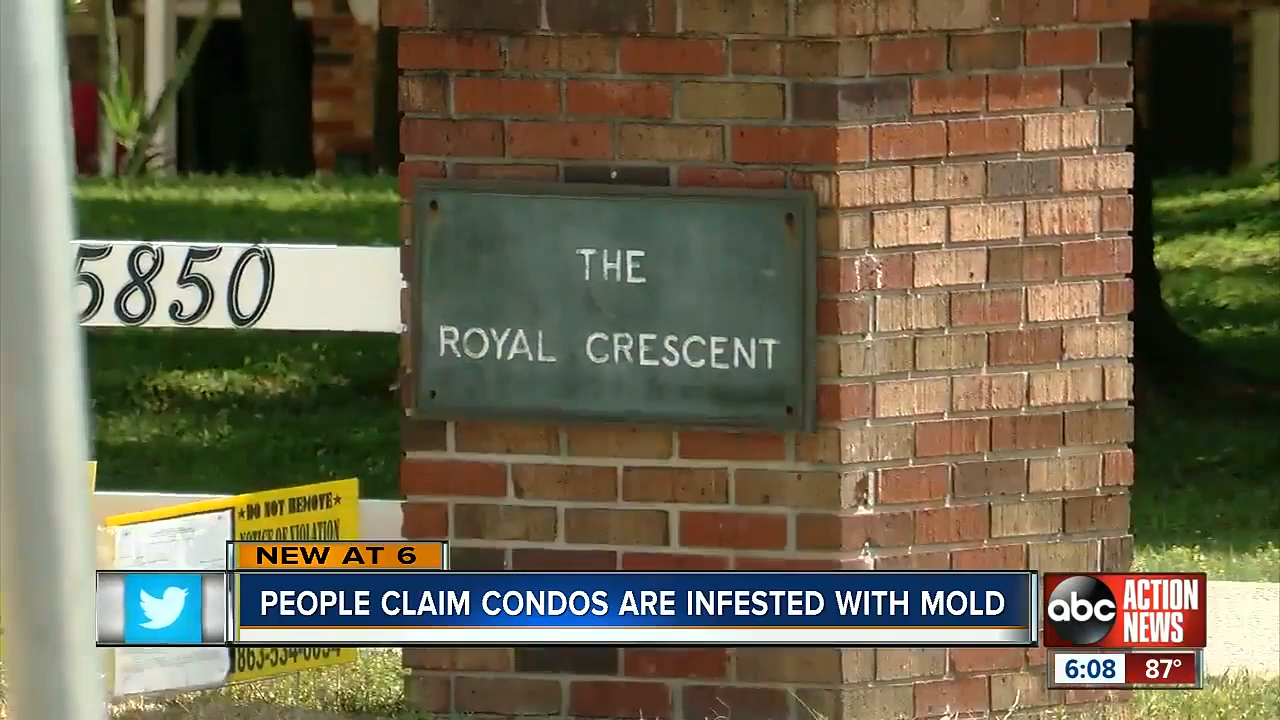 5850
THE
ROYAL CRESCENT
★DO NOT REMOVE★
NOTICE OF VIOLATION
NEW AT 6
PEOPLE CLAIM CONDOS ARE INFESTED WITH MOLD
abc ACTION
NEWS
6:08 87°